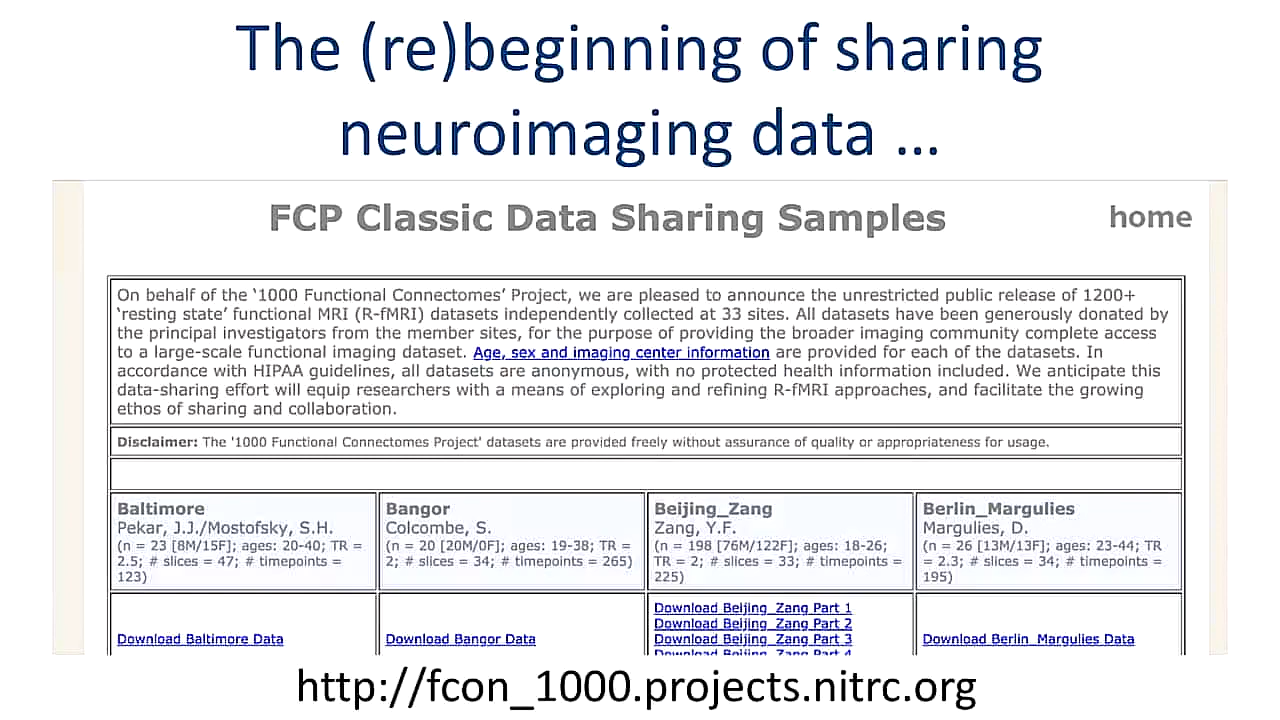 The (re)beginning of sharing
neuroimaging data ...
FCP Classic Data Sharing Samples
home
On behalf of the ‘1000 Functional Connectomes’ Project, we are pleased to announce the unrestricted public release of 1200+
‘resting state’ functional MRI (R-fMRI) datasets independently collected at 33 sites. All datasets have been generously donated by
the principal investigators from the member sites, for the purpose of providing the broader imaging community complete access
to a large-scale functional imaging dataset. Age, sex and imaging center information are provided for each of the datasets. In
accordance with HIPAA guidelines, all datasets are anonymous, with no protected health information included. We anticipate this
data-sharing effort will equip researchers with a means of exploring and refining R-fMRI approaches, and facilitate the growing
ethos of sharing and collaboration.
Disclaimer: The '1000 Functional Connectomes Project' datasets are provided freely without assurance of quality or appropriateness for usage.
Baltimore
Pekar, J.J./Mostofsky, S.H.
(n = 23 [8M/15F]; ages: 20-40; TR =
2.5; # slices = 47; # timepoints =
123)
Bangor
Colcombe, S.
(n = 20 [20M/0F]; ages: 19-38; TR =
2; # slices = 34; # timepoints = 265)
Beijing_Zang
Zang, Y.F.
(n = 198 [76M/122F]; ages: 18-26;
TR = 2; # slices = 33; # timepoints =
225)
Berlin_Margulies
Margulies, D.
(n = 26 [13M/13F]; ages: 23-44; TR
= 2.3; # slices = 34; # timepoints =
195)
Download Baltimore Data
Download Bangor Data
Download Beijing_Zang Part 1
Download Beijing_Zang Part 2
Download Beijing_Zang Part 3
Download Beijing_Zang Part 4
Download Berlin_Margulies Data
http://fcon_1000.projects.nitrc.org